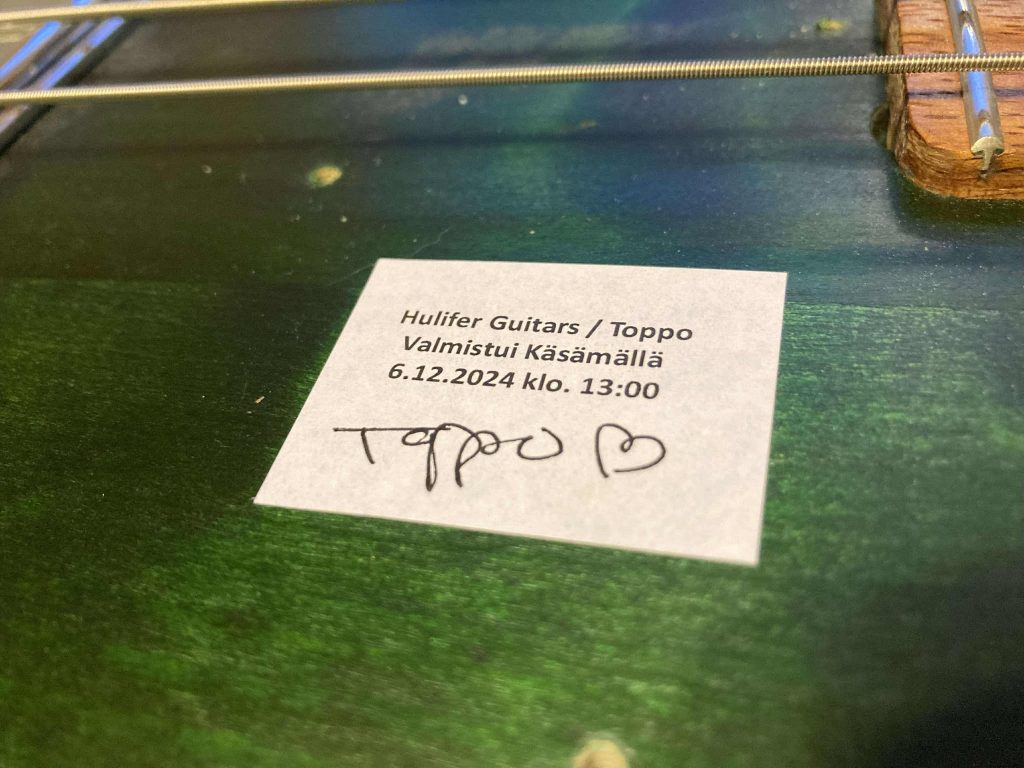 Hulifer Guitars / Toppo
Valmistui Käsämällä
6.12.2024 klo. 13:00
Toppo